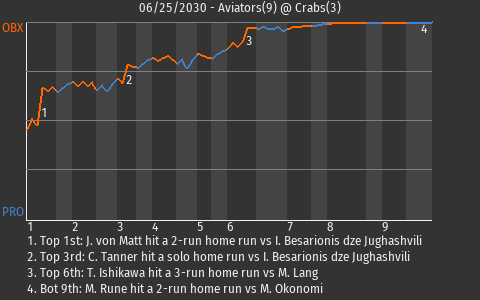 06/25/2030 - Aviators(9) @ Crabs(3)
OBX
3
4
2
1
PRO
1 2 3 4 5 6 7 8 9
1. Top 1st: J. von Matt hit a 2-run home run vs I. Besarionis dze Jughashvili
2. Top 3rd: C. Tanner hit a solo home run vs I. Besarionis dze Jughashvili
3. Top 6th: T. Ishikawa hit a 3-run home run vs M. Lang
4. Bot 9th: M. Rune hit a 2-run home run vs M. Okonomi